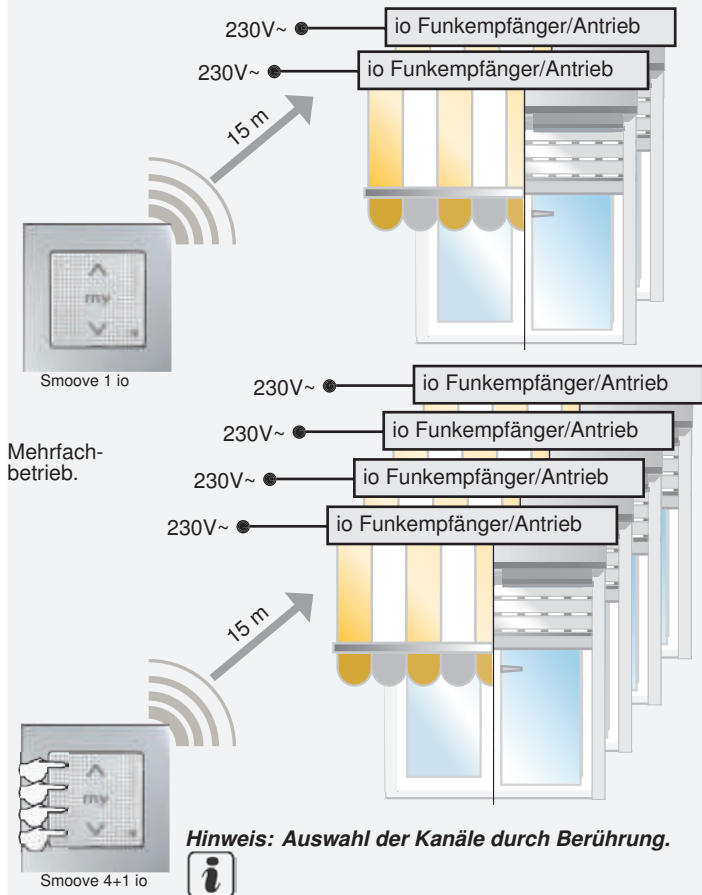 230V~ io Funkempfänger/Antrieb
230V~ io Funkempfänger/Antrieb
15 m
my
Smoove 1 io
230V~ io Funkempfänger/Antrieb
230V~ io Funkempfänger/Antrieb
Mehrfach-
betrieb.
230V~ io Funkempfänger/Antrieb
230V~ io Funkempfänger/Antrieb
15 m
my
Hinweis: Auswahl der Kanäle durch Berührung.
i
Smoove 4+1 io